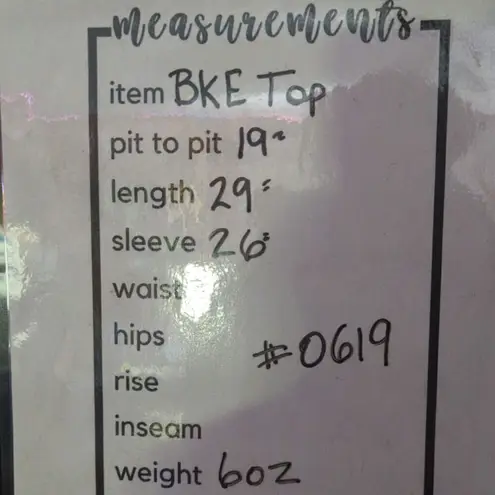 measurements
item BKE Top
pit to pit 19"
length 29"
sleeve 26"
waist
hips
#0619
rise
inseam
weight 6oz